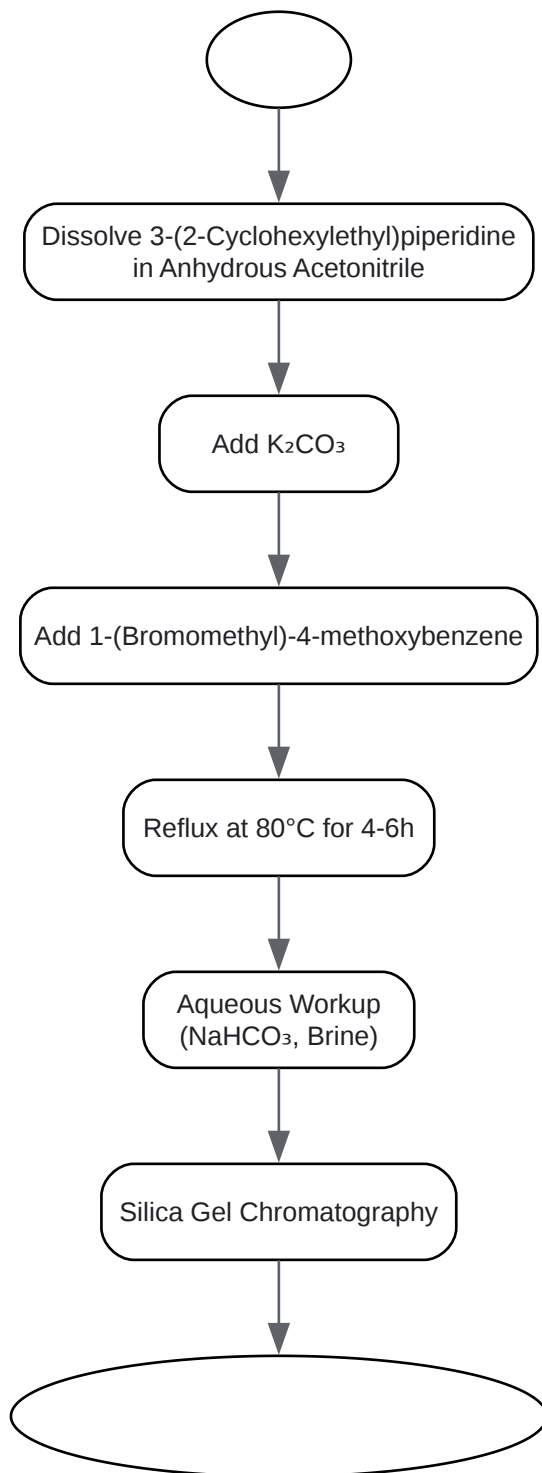 Dissolve 3-(2-Cyclohexylethyl)piperidine
in Anhydrous Acetonitrile
Add K₂CO₃
Add 1-(Bromomethyl)-4-methoxybenzene
Reflux at 80°C for 4-6h
Aqueous Workup
(NaHCO₃, Brine)
Silica Gel Chromatography